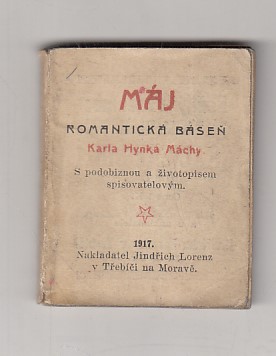 MÁJ
ROMANTICKÁ BÁSEŇ
Karla Hynka Máchy
S podobiznou a životopisem
spisovatelovým.
1917.
Nakladatel Jindřich Lorenz
v Třebíči na Moravě.